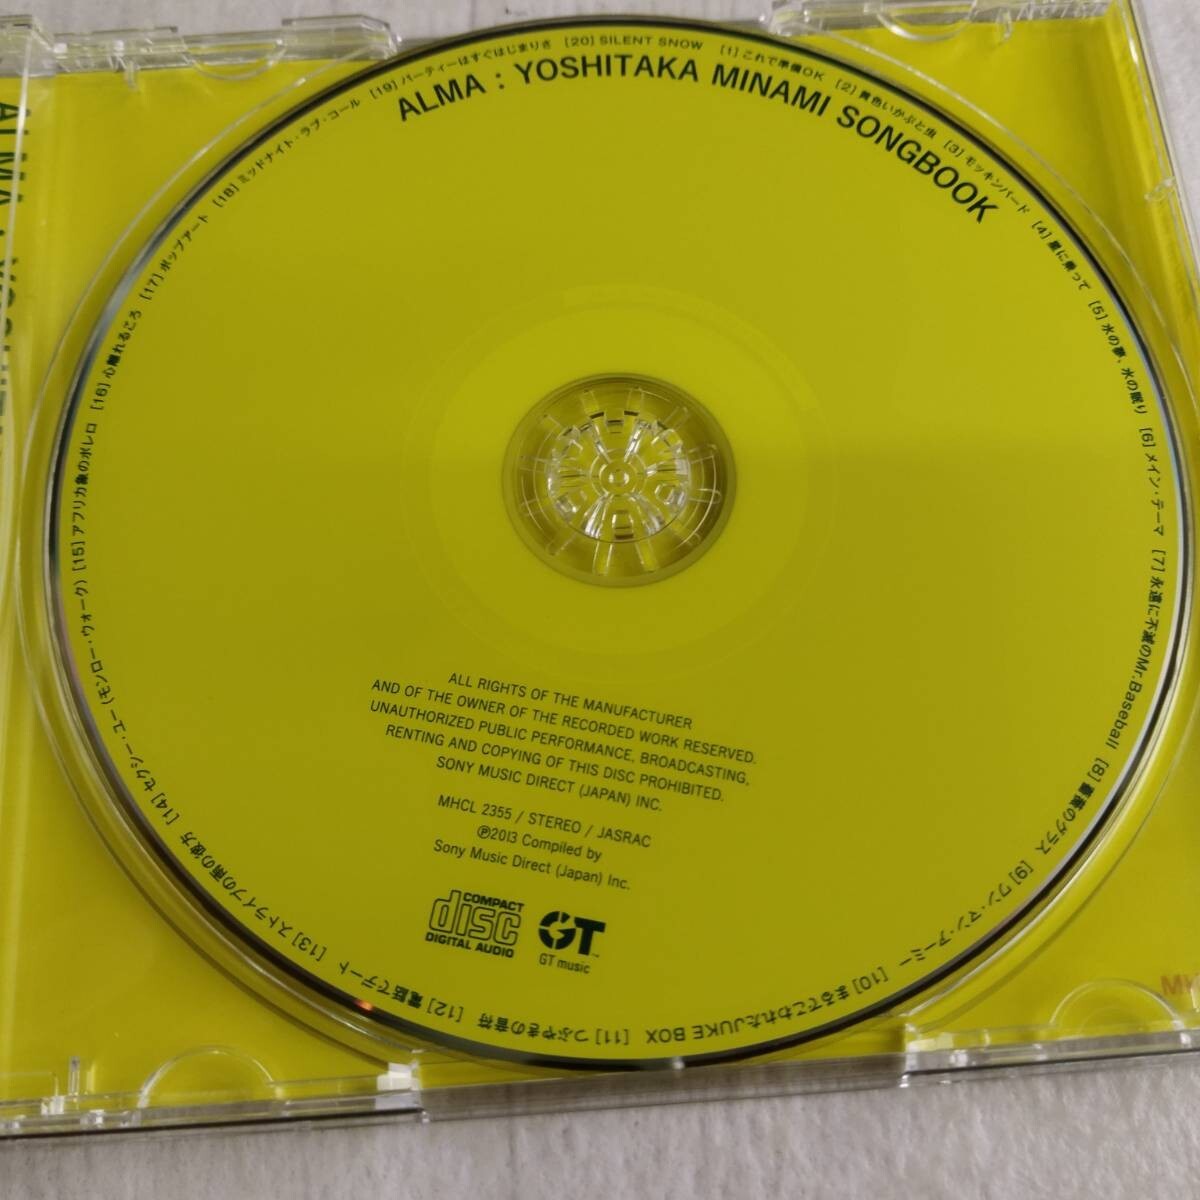 ALMA : YOSHITAKA MINAMI SONGBOOK
[1] これで準備OK [2] 黄色いかぶと虫 [3] モッキンバード [4] 星に乗って [5] 水の夢、水の眠り [6] メイン・テーマ [7] 永遠に不滅のMr.Baseball [8] 薔薇のグラス [9] ワン・マン・アーミー [10] まるでこわれたJUKE BOX [11] つぶやきの音符 [12] 電話でデート [13] ストライプの雨の彼方 [14] セクシー・ユー (モンロー・ウォーク) [15] アフリカ象のボレロ [16] 心離れるころ [17] ポップアート [18] ミッドナイト・ラブ・コール [19] パーティーはすぐはじまりさ [20] SILENT SNOW
ALL RIGHTS OF THE MANUFACTURER
AND OF THE OWNER OF THE RECORDED WORK RESERVED.
UNAUTHORIZED PUBLIC PERFORMANCE, BROADCASTING,
RENTING AND COPYING OF THIS DISC PROHIBITED.
SONY MUSIC DIRECT (JAPAN) INC.
MHCL 2355 / STEREO / JASRAC
℗2013 Compiled by
Sony Music Direct (Japan) Inc.
COMPACT
disc
DIGITAL AUDIO
GT™
GT music